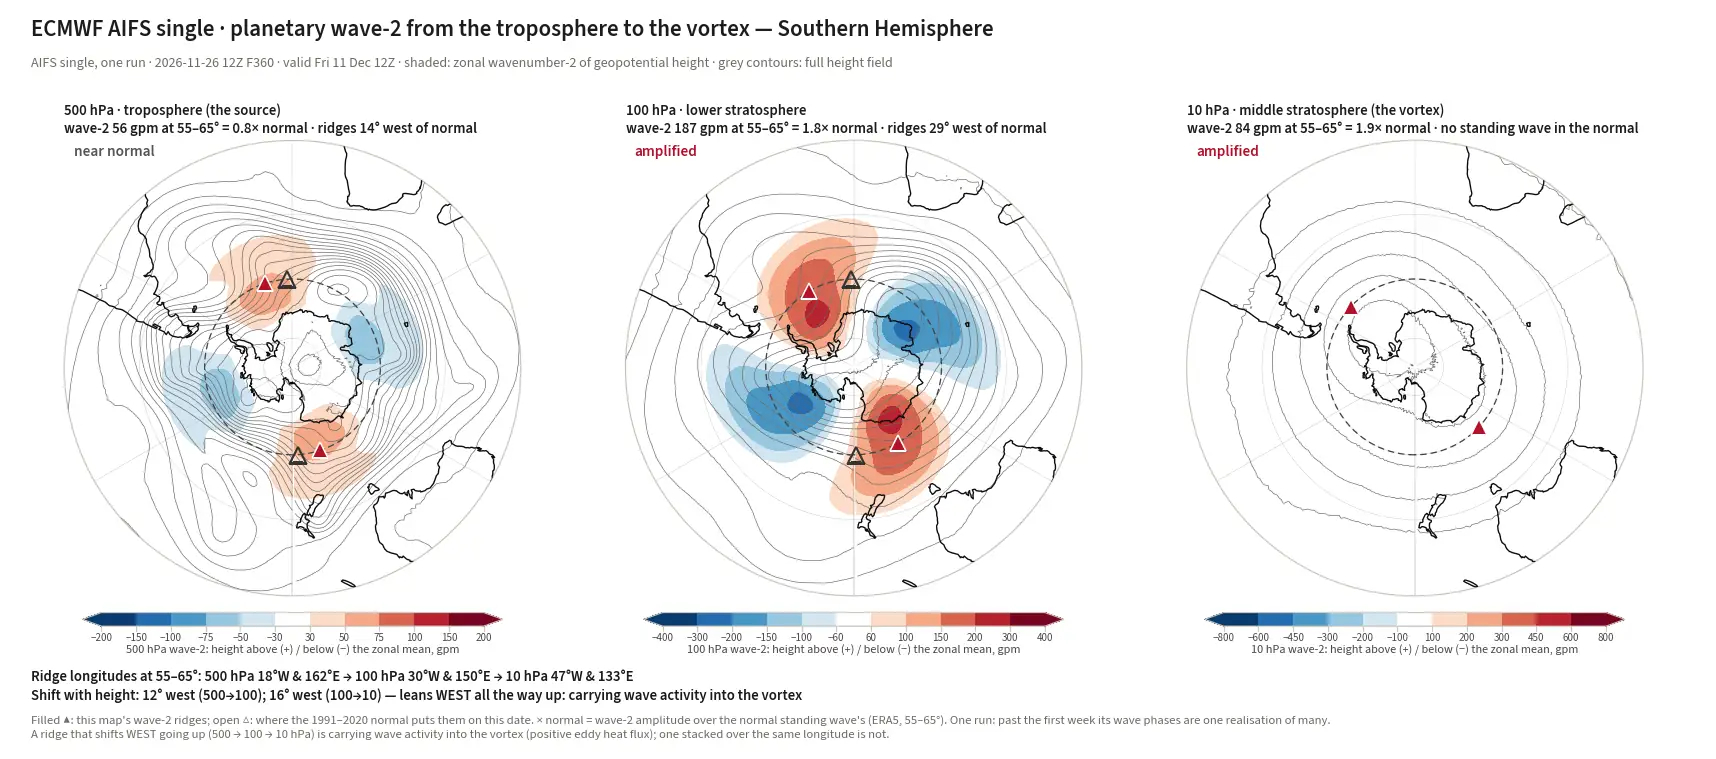 ECMWF AIFS single · planetary wave-2 from the troposphere to the vortex — Southern Hemisphere
AIFS single, one run · 2026-11-26 12Z F360 · valid Fri 11 Dec 12Z · shaded: zonal wavenumber-2 of geopotential height · grey contours: full height field
500 hPa · troposphere (the source)
wave-2 56 gpm at 55–65° = 0.8× normal · ridges 14° west of normal
near normal
100 hPa · lower stratosphere
wave-2 187 gpm at 55–65° = 1.8× normal · ridges 29° west of normal
amplified
10 hPa · middle stratosphere (the vortex)
wave-2 84 gpm at 55–65° = 1.9× normal · no standing wave in the normal
amplified
−200 −150 −100 −75 −50 −30 30 50 75 100 150 200
500 hPa wave-2: height above (+) / below (−) the zonal mean, gpm
−400 −300 −200 −150 −100 −60 60 100 150 200 300 400
100 hPa wave-2: height above (+) / below (−) the zonal mean, gpm
−800 −600 −450 −300 −200 −100 100 200 300 450 600 800
10 hPa wave-2: height above (+) / below (−) the zonal mean, gpm
Ridge longitudes at 55–65°: 500 hPa 18°W & 162°E → 100 hPa 30°W & 150°E → 10 hPa 47°W & 133°E
Shift with height: 12° west (500→100); 16° west (100→10) — leans WEST all the way up: carrying wave activity into the vortex
Filled ▲: this map's wave-2 ridges; open △: where the 1991–2020 normal puts them on this date. × normal = wave-2 amplitude over the normal standing wave's (ERA5, 55–65°). One run: past the first week its wave phases are one realisation of many.
A ridge that shifts WEST going up (500 → 100 → 10 hPa) is carrying wave activity into the vortex (positive eddy heat flux); one stacked over the same longitude is not.